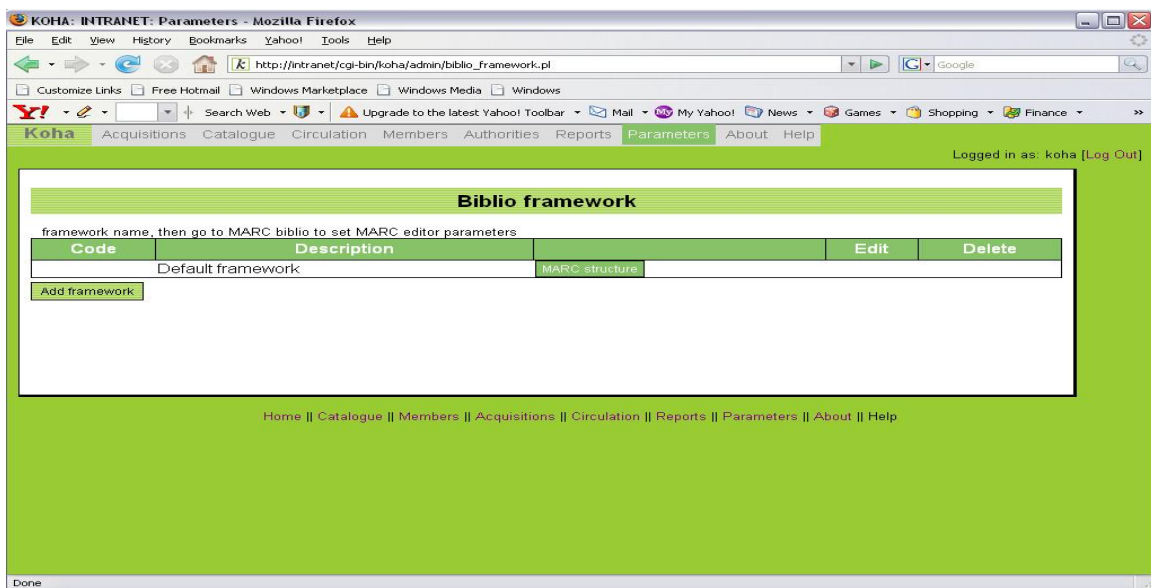 KOHA: INTRANET: Parameters - Mozilla Firefox
File Edit View History Bookmarks Yahoo! Tools Help
http://intranet/cgi-bin/koha/admin/biblio_framework.pl G Google
Customize Links Free Hotmail Windows Marketplace Windows Media Windows
Y! Search Web Upgrade to the latest Yahoo! Toolbar Mail My Yahoo! News Games Shopping Finance »
Koha Acquisitions Catalogue Circulation Members Authorities Reports Parameters About Help
Logged in as: koha [Log Out]
Biblio framework
framework name, then go to MARC biblio to set MARC editor parameters
Code Description Edit Delete
Default framework MARC structure
Add framework
Home || Catalogue || Members || Acquisitions || Circulation || Reports || Parameters || About || Help
Done